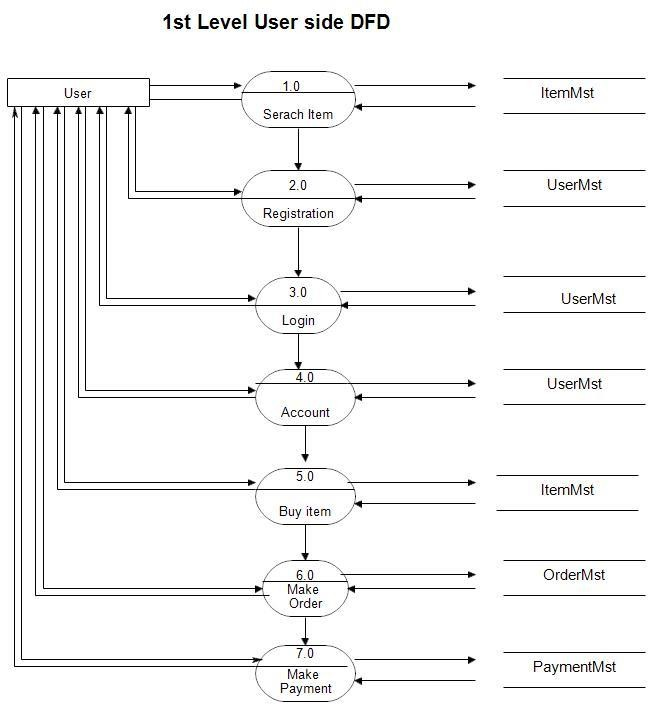 1st Level User side DFD
User
1.0
Serach Item
ItemMst
2.0
Registration
UserMst
3.0
Login
UserMst
4.0
Account
UserMst
5.0
Buy item
ItemMst
6.0
Make
Order
OrderMst
7.0
Make
Payment
PaymentMst